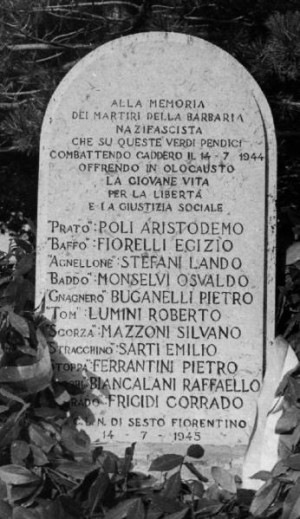 ALLA MEMORIA
DEI MARTIRI DELLA BARBARIA
NAZIFASCISTA
CHE SU QUESTE VERDI PENDICI
COMBATTENDO CADDERO IL 14-7 1944
OFFRENDO IN OLOCAUSTO
LA GIOVANE VITA
PER LA LIBERTÀ
E LA GIUSTIZIA SOCIALE
"PRATO": POLI ARISTODEMO
"BAFFO": FIORELLI EGIZIO
"AGNELLONE": STEFANI LANDO
"BADDO": MONSELVI OSVALDO
"GNAGNERO": BUGANELLI PIETRO
"TOM": LUMINI ROBERTO
"SGORZA": MAZZONI SILVANO
"STRACCHINO": SARTI EMILIO
"STOPPA": FERRANTINI PIETRO
BIANCALANI RAFFAELLO
FRIGIDI CORRADO
DI SESTO FIORENTINO
14-7-1945